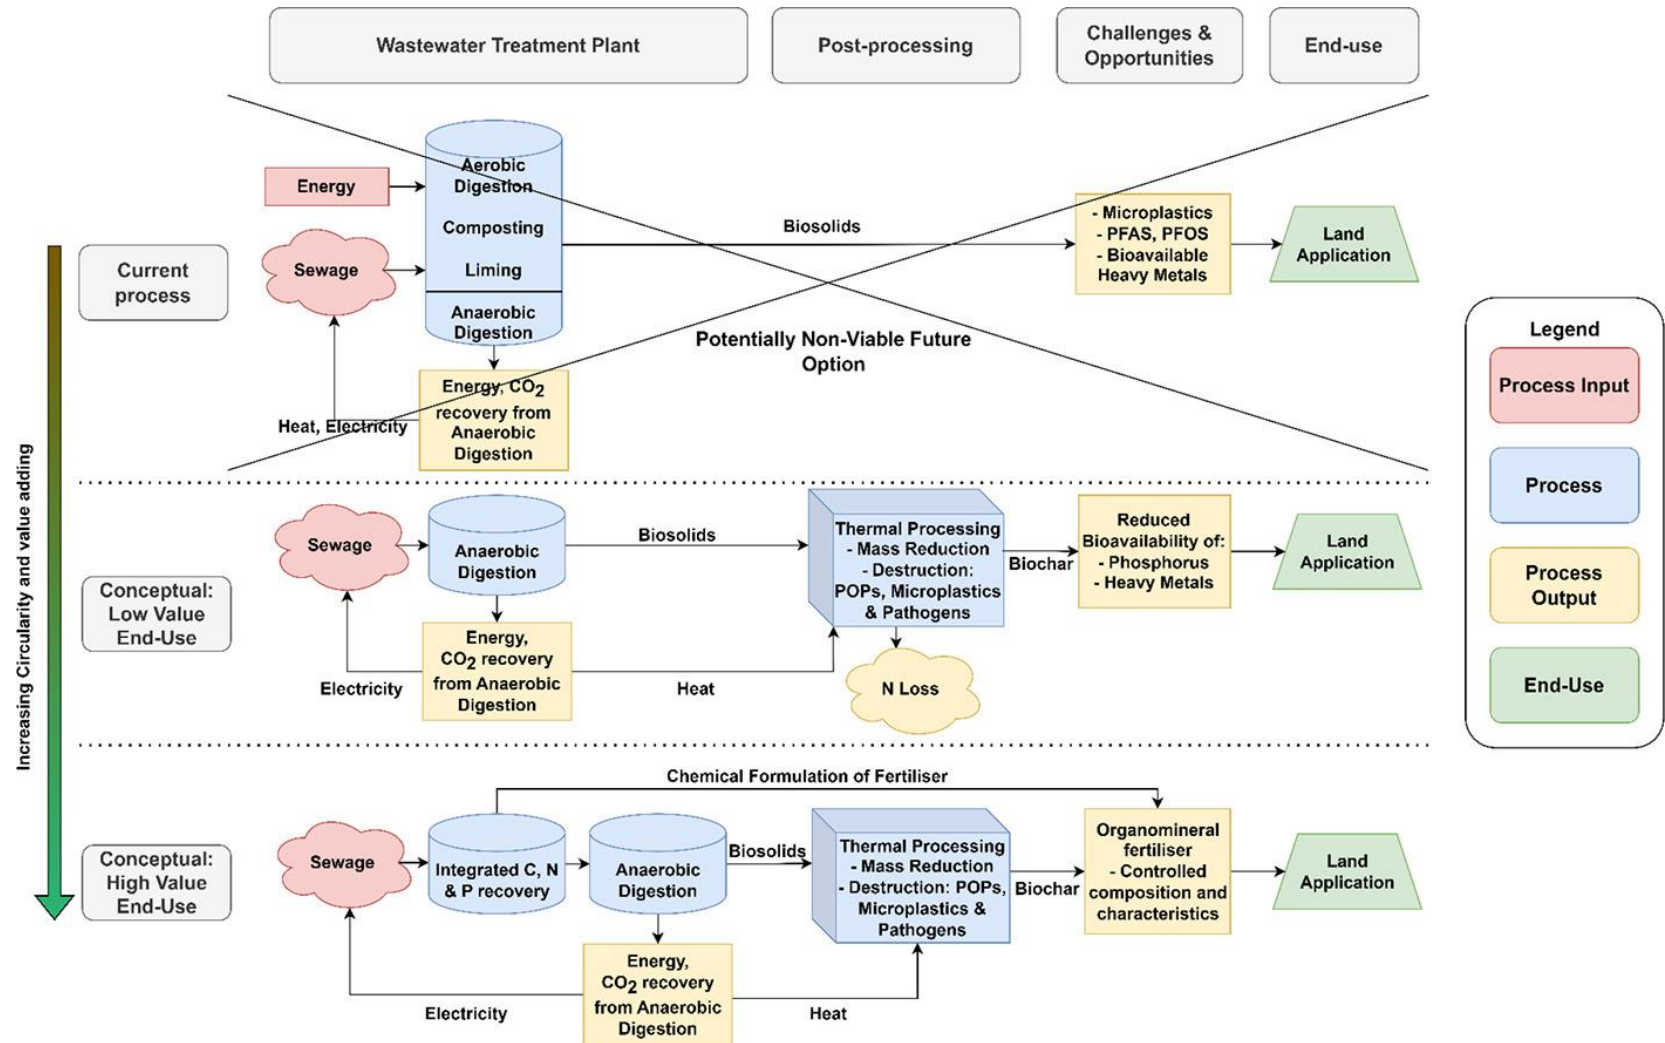 Wastewater Treatment Plant
Post-processing
Challenges &
Opportunities
End-use
Increasing Circularity and value adding
Current
process
Energy
Sewage
Aerobic
Digestion
Composting
Liming
Anaerobic
Digestion
Biosolids
- Microplastics
- PFAS, PFOS
- Bioavailable
Heavy Metals
Land
Application
Potentially Non-Viable Future
Option
Energy, CO2
recovery from
Anaerobic
Digestion
Heat, Electricity
Conceptual:
Low Value
End-Use
Sewage
Anaerobic
Digestion
Biosolids
Thermal Processing
- Mass Reduction
- Destruction:
POPs, Microplastics
& Pathogens
Biochar
Reduced
Bioavailability of:
- Phosphorus
- Heavy Metals
Land
Application
Energy,
CO2 recovery
from Anaerobic
Digestion
Electricity
Heat
N Loss
Conceptual:
High Value
End-Use
Chemical Formulation of Fertiliser
Sewage
Integrated C, N
& P recovery
Anaerobic
Digestion
Biosolids
Thermal Processing
- Mass Reduction
- Destruction: POPs,
Microplastics &
Pathogens
Biochar
Organomineral
fertiliser
- Controlled
composition and
characteristics
Land
Application
Energy,
CO2 recovery
from Anaerobic
Digestion
Electricity
Heat
Legend
Process Input
Process
Process
Output
End-Use